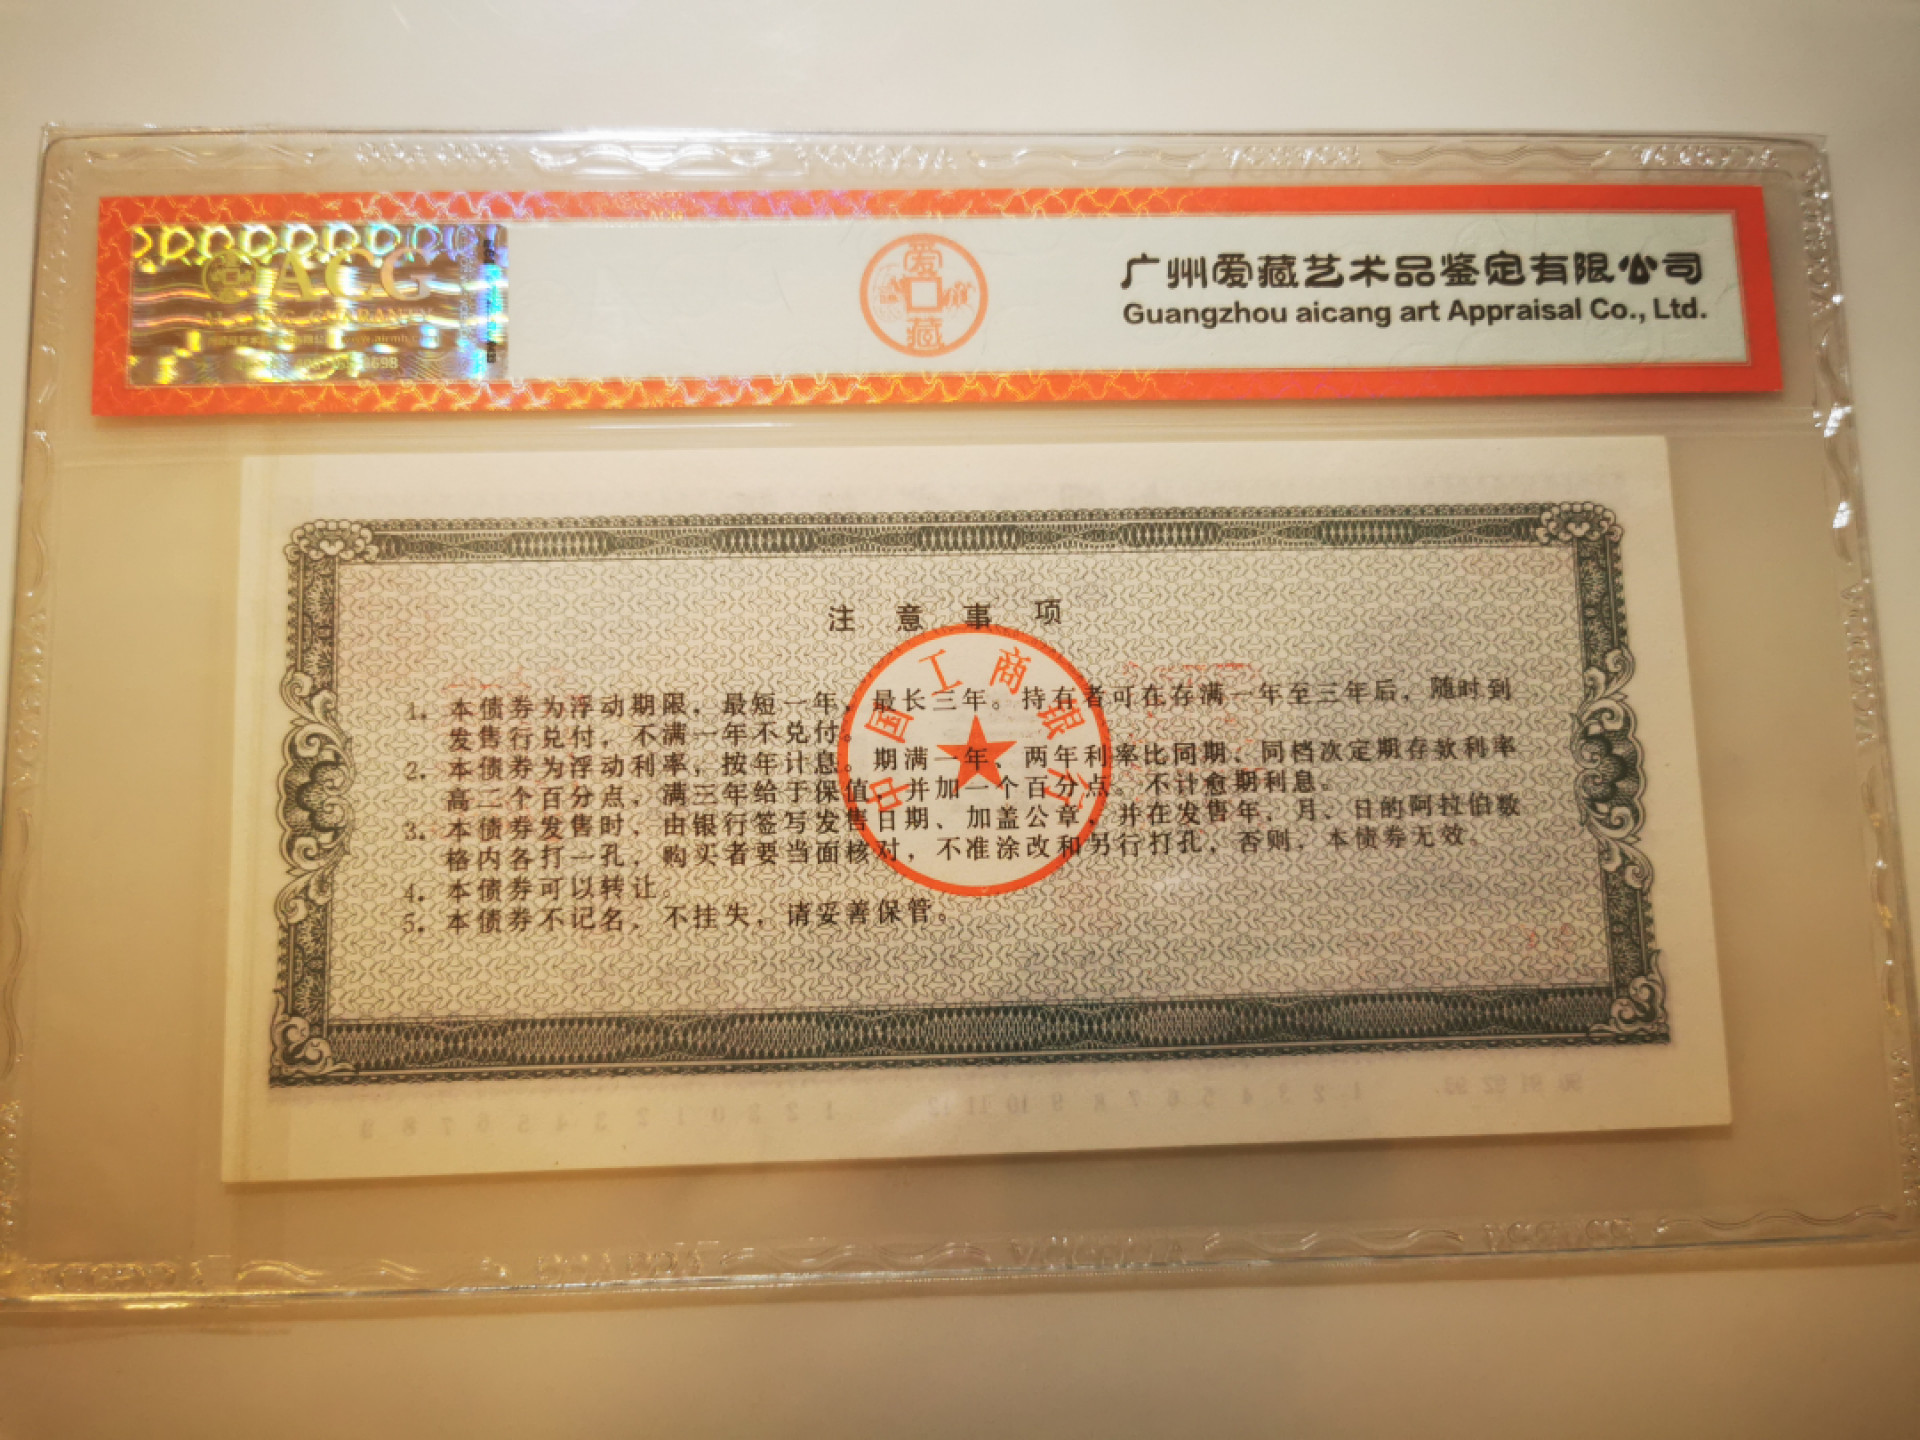 ACG
698
爱藏
广州爱藏艺术品鉴定有限公司
Guangzhou aicang art Appraisal Co., Ltd.
注意事项
中国工商银行
1. 本债券为浮动期限，最短一年，最长三年。持有者可在存满一年至三年后，随时到
发售行兑付，不满一年不兑付。
2. 本债券为浮动利率，按年计息。期满一年、两年利率比同期、同档次定期存款利率
高二个百分点，满三年给于保值，并加一个百分点。不计愈期利息。
3. 本债券发售时，由银行签写发售日期、加盖公章，并在发售年、月、日的阿拉伯数
格内各打一孔，购买者要当面核对，不准涂改和另行打孔，否则，本债券无效。
4. 本债券可以转让。
5. 本债券不记名，不挂失，请妥善保管。